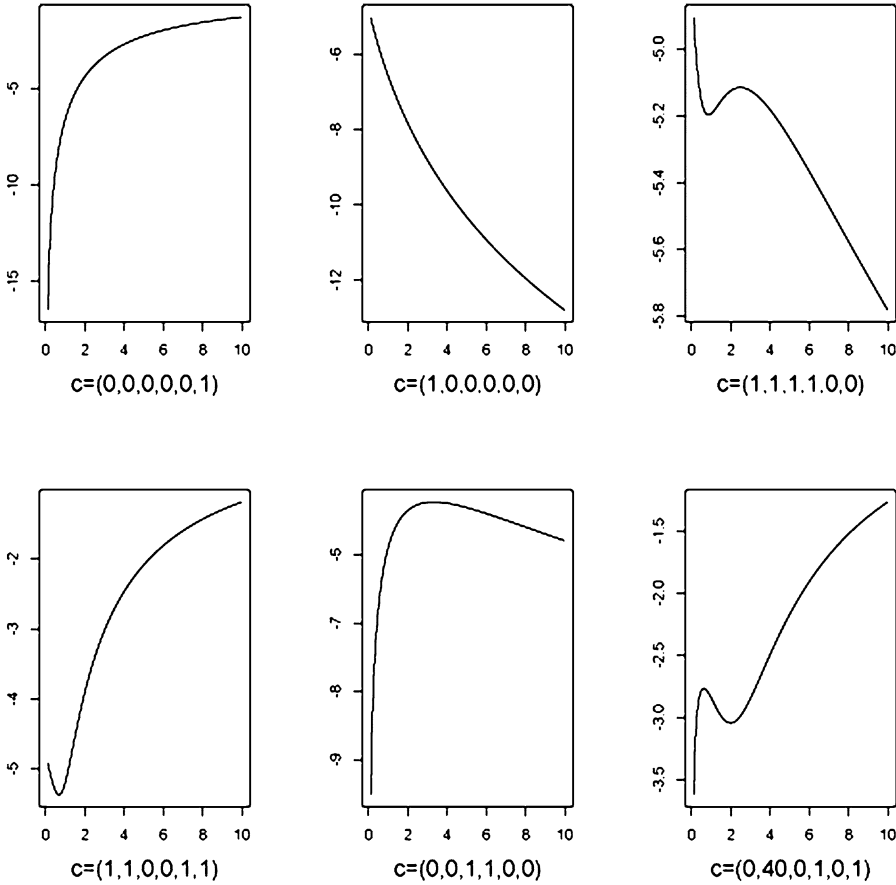 -5
-10
-15
0 2 4 6 8 10
c=(0,0,0,0,0,1)
-6
-8
-10
-12
0 2 4 6 8 10
c=(1,0,0,0,0,0)
-5.0
-5.2
-5.4
-5.6
-5.8
0 2 4 6 8 10
c=(1,1,1,1,0,0)
-2
-3
-4
-5
0 2 4 6 8 10
c=(1,1,0,0,1,1)
-5
-7
-8
-9
0 2 4 6 8 10
c=(0,0,1,1,0,0)
-1.5
-2.0
-2.5
-3.0
-3.5
0 2 4 6 8 10
c=(0,40,0,1,0,1)